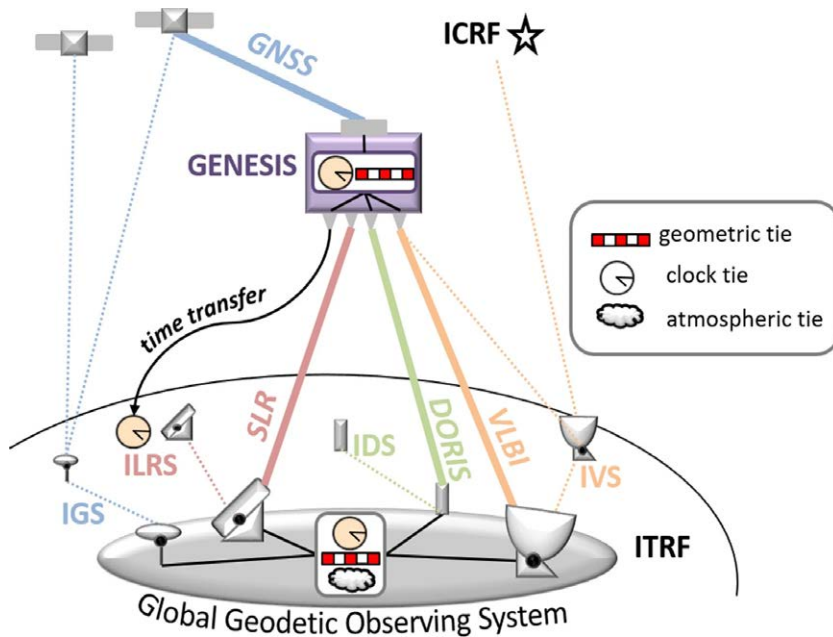 GNSS
ICRF
GENESIS
geometric tie
clock tie
atmospheric tie
time transfer
SLR
DORIS
VLBI
ILRS
IDS
IVS
IGS
ITRF
Global Geodetic Observing System